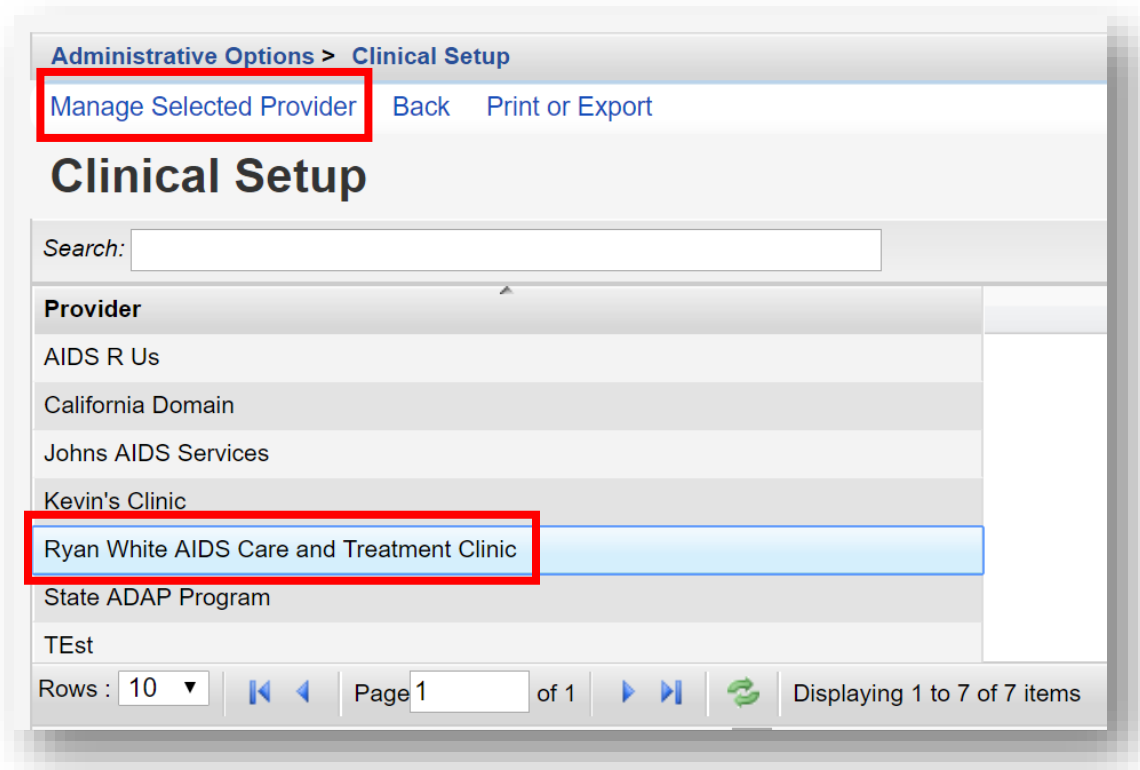 Administrative Options > Clinical Setup
Manage Selected Provider Back Print or Export
Clinical Setup
Search:
Provider
AIDS R Us
California Domain
Johns AIDS Services
Kevin's Clinic
Ryan White AIDS Care and Treatment Clinic
State ADAP Program
TEst
Rows : 10 Page 1 of 1 Displaying 1 to 7 of 7 items